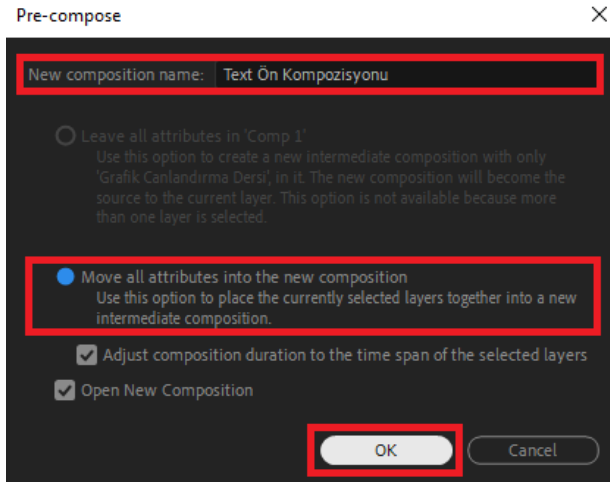 Pre-compose
New composition name: Text Ön Kompozisyonu
Leave all attributes in 'Comp 1'
Use this option to create a new intermediate composition with only
'Grafik Canlandırma Dersi', in it. The new composition will become the
source to the current layer. This option is not available because more
than one layer is selected.
Move all attributes into the new composition
Use this option to place the currently selected layers together into a new
intermediate composition.
Adjust composition duration to the time span of the selected layers
Open New Composition
OK
Cancel